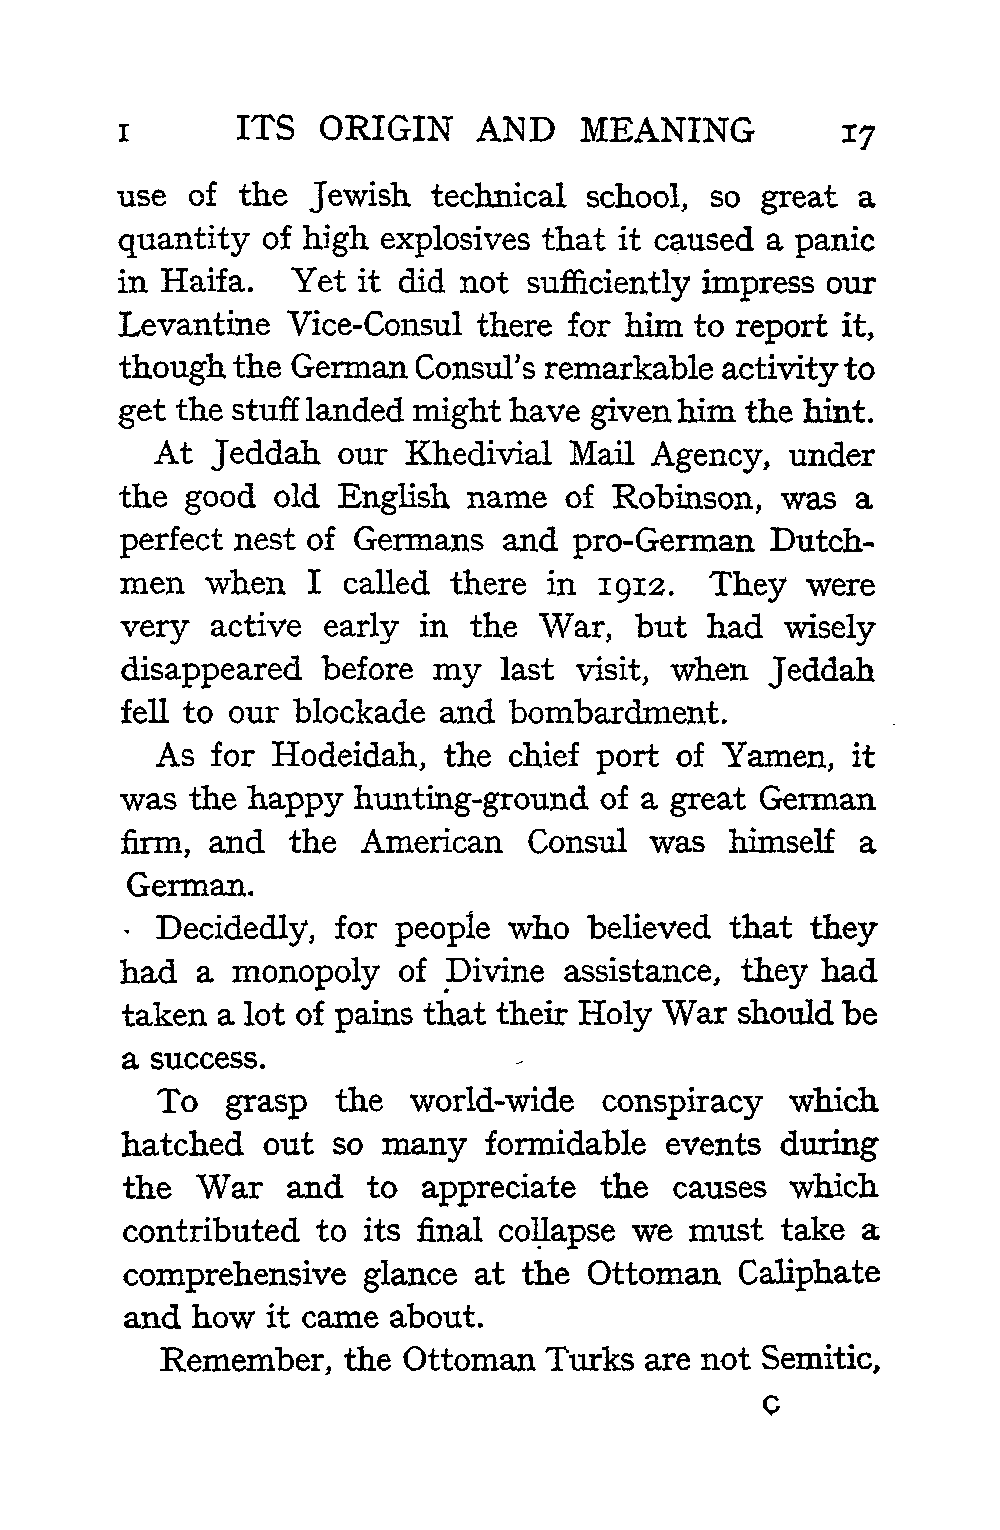 I ITS ORIGIN AND MEANING 17
use of the Jewish technical school, so great a
quantity of high explosives that it caused a panic
in Haifa. Yet it did not sufficiently impress our
Levantine Vice-Consul there for him to report it,
though the German Consul's remarkable activity to
get the stuff landed might have given him the hint.
At Jeddah our Khedivial Mail Agency, under
the good old English name of Robinson, was a
perfect nest of Germans and pro-German Dutch-
men when I called there in 1912. They were
very active early in the War, but had wisely
disappeared before my last visit, when Jeddah
fell to our blockade and bombardment.
As for Hodeidah, the chief port of Yamen, it
was the happy hunting-ground of a great German
firm, and the American Consul was himself a
German.
Decidedly, for people who believed that they
had a monopoly of Divine assistance, they had
taken a lot of pains that their Holy War should be
a success.
To grasp the world-wide conspiracy which
hatched out so many formidable events during
the War and to appreciate the causes which
contributed to its final collapse we must take a
comprehensive glance at the Ottoman Caliphate
and how it came about.
Remember, the Ottoman Turks are not Semitic,
C